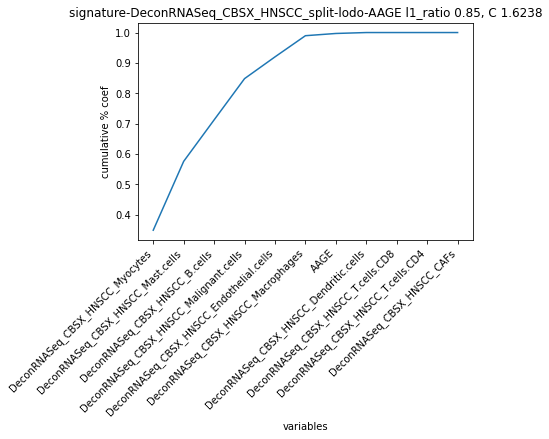 signature-DeconRNASeq_CBSX_HNSCC_split-lodo-AAGE l1_ratio 0.85, C 1.6238
cumulative % coef
1.0
0.9
0.8
0.7
0.6
0.5
0.4
DeconRNASeq_CBSX_HNSCC_Myocytes
DeconRNASeq_CBSX_HNSCC_Mast.cells
DeconRNASeq_CBSX_HNSCC_B.cells
DeconRNASeq_CBSX_HNSCC_Malignant.cells
DeconRNASeq_CBSX_HNSCC_Endothelial.cells
DeconRNASeq_CBSX_HNSCC_Macrophages
AAGE
DeconRNASeq_CBSX_HNSCC_Dendritic.cells
DeconRNASeq_CBSX_HNSCC_T.cells.CD8
DeconRNASeq_CBSX_HNSCC_T.cells.CD4
DeconRNASeq_CBSX_HNSCC_CAFs
variables